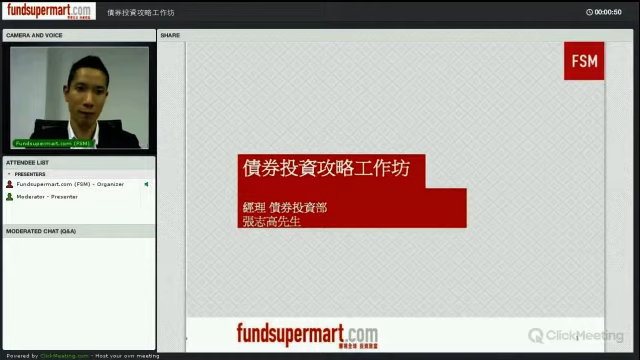 fundsupermart.com
債券投資攻略工作坊
00:00:50
CAMERA AND VOICE
SHARE
Fundsupermart.com (FSM)
FSM
ATTENDEE LIST
PRESENTERS
Fundsupermart.com (FSM) - Organizer
Moderator - Presenter
MODERATED CHAT (Q&A)
債券投資攻略工作坊
經理 債券投資部
張志高先生
fundsupermart.com
ClickMeeting
Powered by ClickMeeting.com - Host your own meeting